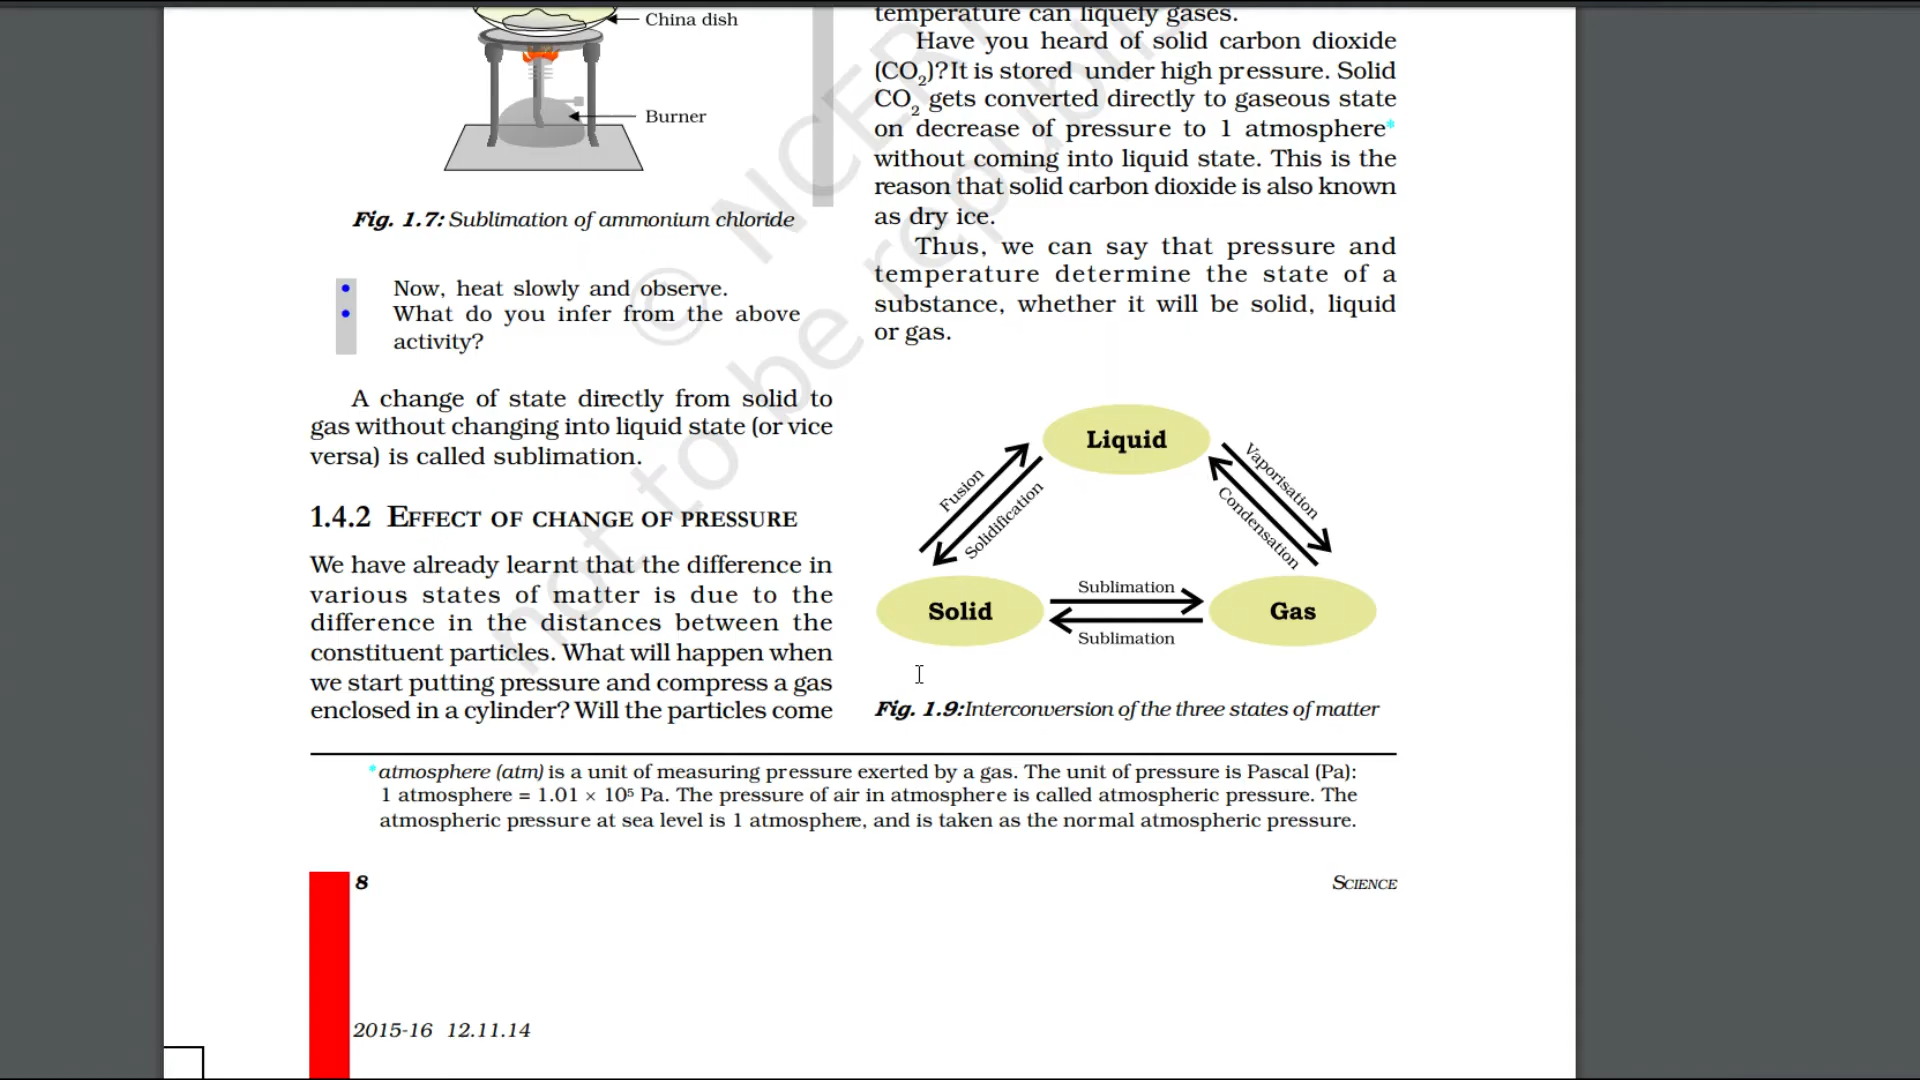 China dish
Burner
Fig. 1.7: Sublimation of ammonium chloride
• Now, heat slowly and observe.
• What do you infer from the above
activity?
A change of state directly from solid to
gas without changing into liquid state (or vice
versa) is called sublimation.
1.4.2 EFFECT OF CHANGE OF PRESSURE
We have already learnt that the difference in
various states of matter is due to the
difference in the distances between the
constituent particles. What will happen when
we start putting pressure and compress a gas
enclosed in a cylinder? Will the particles come
temperature can liquefy gases.
Have you heard of solid carbon dioxide
(CO₂)? It is stored under high pressure. Solid
CO₂ gets converted directly to gaseous state
on decrease of pressure to 1 atmosphere*
without coming into liquid state. This is the
reason that solid carbon dioxide is also known
as dry ice.
Thus, we can say that pressure and
temperature determine the state of a
substance, whether it will be solid, liquid
or gas.
Liquid
Fusion
Solidification
Vaporisation
Condensation
Solid
Sublimation
Sublimation
Gas
Fig. 1.9:Interconversion of the three states of matter
*atmosphere (atm) is a unit of measuring pressure exerted by a gas. The unit of pressure is Pascal (Pa):
1 atmosphere = 1.01 × 10⁵ Pa. The pressure of air in atmosphere is called atmospheric pressure. The
atmospheric pressure at sea level is 1 atmosphere, and is taken as the normal atmospheric pressure.
8
SCIENCE
2015-16 12.11.14
© NCERT
not to be republis